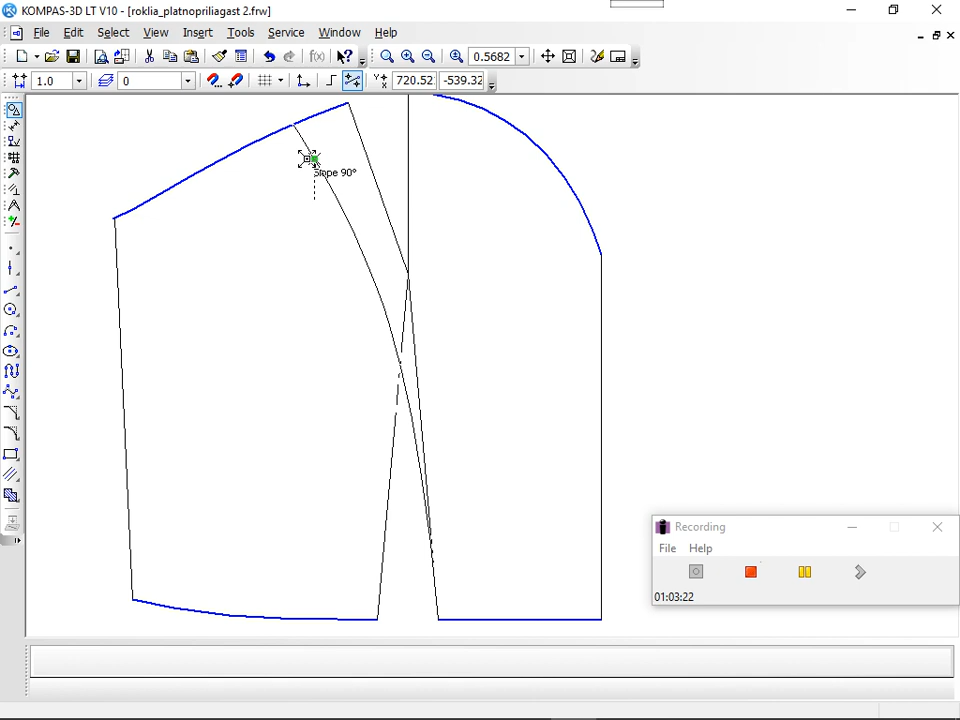 KOMPAS-3D LT V10 - [roklia_platnopriliagast 2.frw]
File Edit Select View Insert Tools Service Window Help
0.5682
f(x)
1.0 0 720.52 -539.32
Slope 90°
Recording
File Help
01:03:22